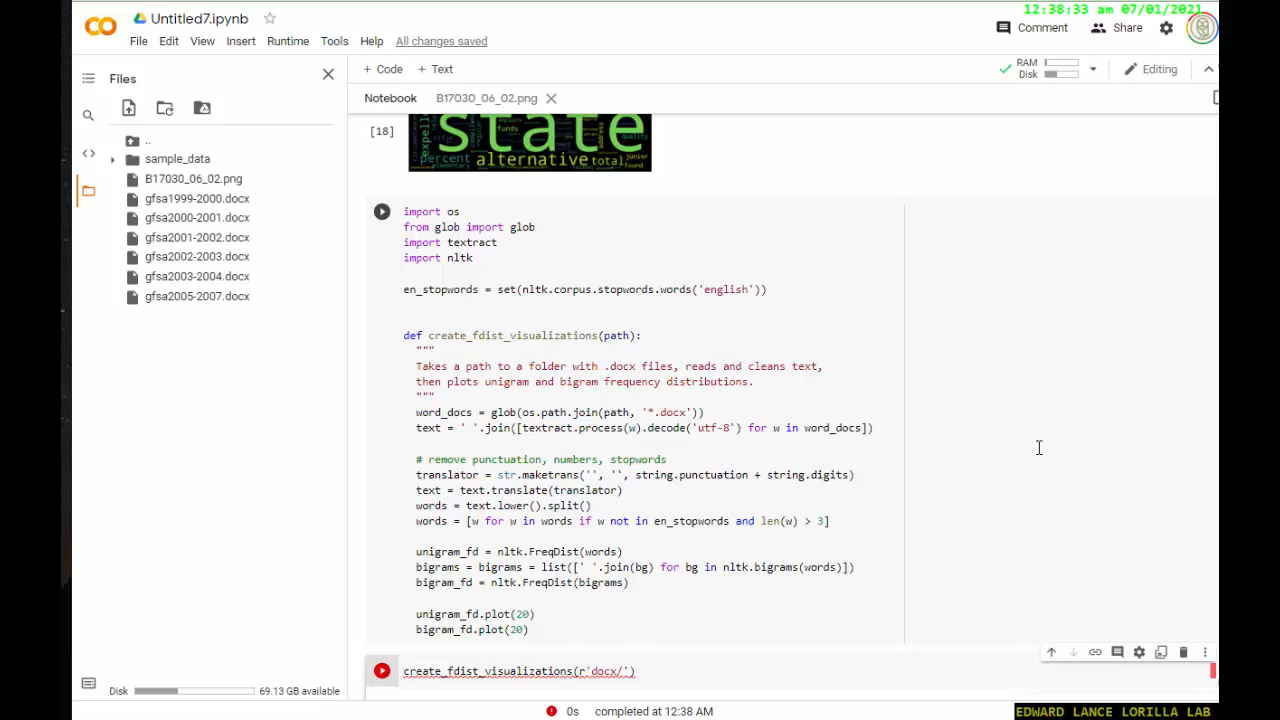 12:38:33 am 07/01/2021
Untitled7.ipynb
File Edit View Insert Runtime Tools Help All changes saved
Comment Share
Files
+ Code + Text
RAM
Disk
Editing
Notebook B17030_06_02.png
..
sample_data
B17030_06_02.png
gfsa1999-2000.docx
gfsa2000-2001.docx
gfsa2001-2002.docx
gfsa2002-2003.docx
gfsa2003-2004.docx
gfsa2005-2007.docx
[18]
state
expelled
funds
quality
percent alternative total junior
found
import os
from glob import glob
import textract
import nltk
en_stopwords = set(nltk.corpus.stopwords.words('english'))
def create_fdist_visualizations(path):
"""
Takes a path to a folder with .docx files, reads and cleans text,
then plots unigram and bigram frequency distributions.
"""
word_docs = glob(os.path.join(path, '*.docx'))
text = ' '.join([textract.process(w).decode('utf-8') for w in word_docs])
# remove punctuation, numbers, stopwords
translator = str.maketrans('', '', string.punctuation + string.digits)
text = text.translate(translator)
words = text.lower().split()
words = [w for w in words if w not in en_stopwords and len(w) > 3]
unigram_fd = nltk.FreqDist(words)
bigrams = bigrams = list([' '.join(bg) for bg in nltk.bigrams(words)])
bigram_fd = nltk.FreqDist(bigrams)
unigram_fd.plot(20)
bigram_fd.plot(20)
create_fdist_visualizations(r'docx/')
Disk 69.13 GB available
0s completed at 12:38 AM
EDWARD LANCE LORILLA LAB